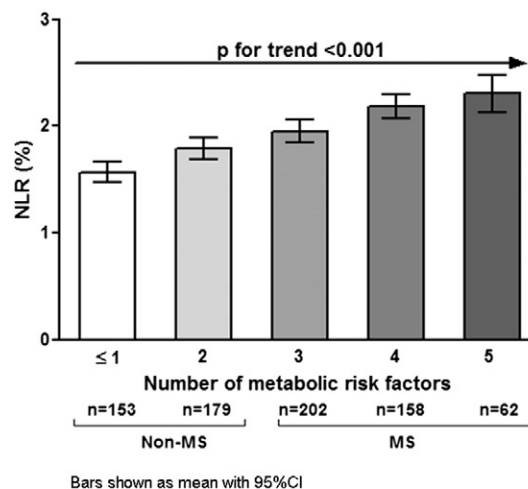 3
p for trend <0.001
2
NLR (%)
1
0
≤ 1 2 3 4 5
Number of metabolic risk factors
n=153 n=179 n=202 n=158 n=62
Non-MS MS
Bars shown as mean with 95%CI